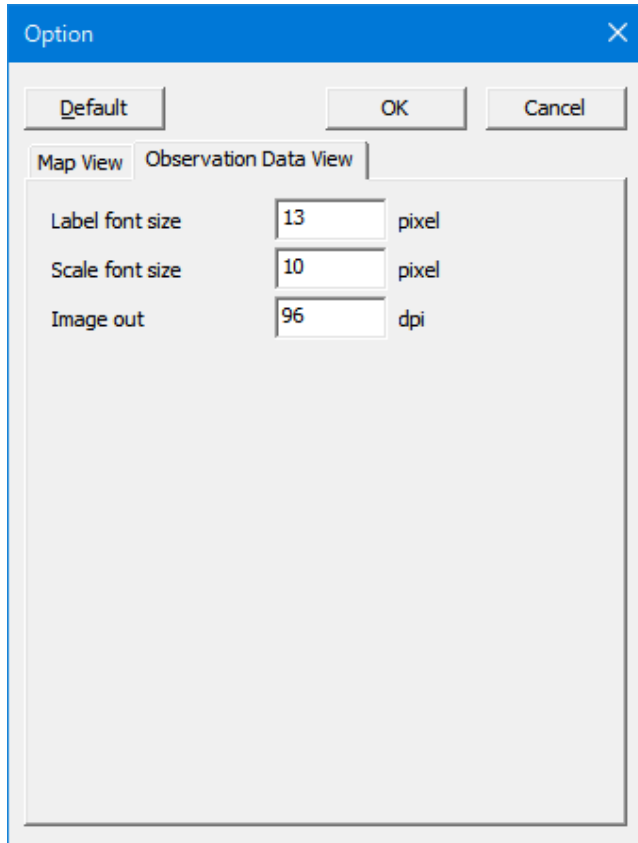 Option
Default OK Cancel
Map View Observation Data View
Label font size 13 pixel
Scale font size 10 pixel
Image out 96 dpi